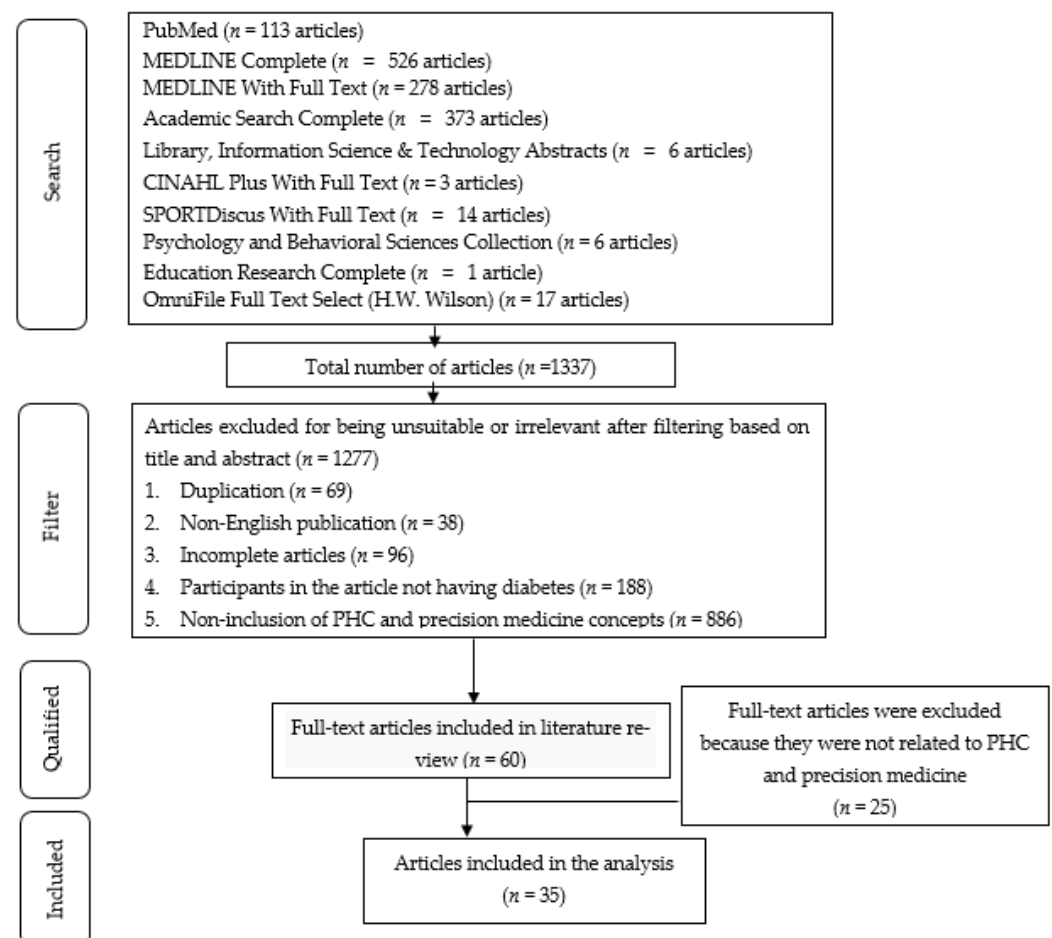 Search
PubMed (n = 113 articles)
MEDLINE Complete (n = 526 articles)
MEDLINE With Full Text (n = 278 articles)
Academic Search Complete (n = 373 articles)
Library, Information Science & Technology Abstracts (n = 6 articles)
CINAHL Plus With Full Text (n = 3 articles)
SPORTDiscus With Full Text (n = 14 articles)
Psychology and Behavioral Sciences Collection (n = 6 articles)
Education Research Complete (n = 1 article)
OmniFile Full Text Select (H.W. Wilson) (n = 17 articles)
Total number of articles (n =1337)
Filter
Articles excluded for being unsuitable or irrelevant after filtering based on
title and abstract (n = 1277)
1. Duplication (n = 69)
2. Non-English publication (n = 38)
3. Incomplete articles (n = 96)
4. Participants in the article not having diabetes (n = 188)
5. Non-inclusion of PHC and precision medicine concepts (n = 886)
Qualified
Full-text articles included in literature re-
view (n = 60)
Full-text articles were excluded
because they were not related to PHC
and precision medicine
(n = 25)
Included
Articles included in the analysis
(n = 35)